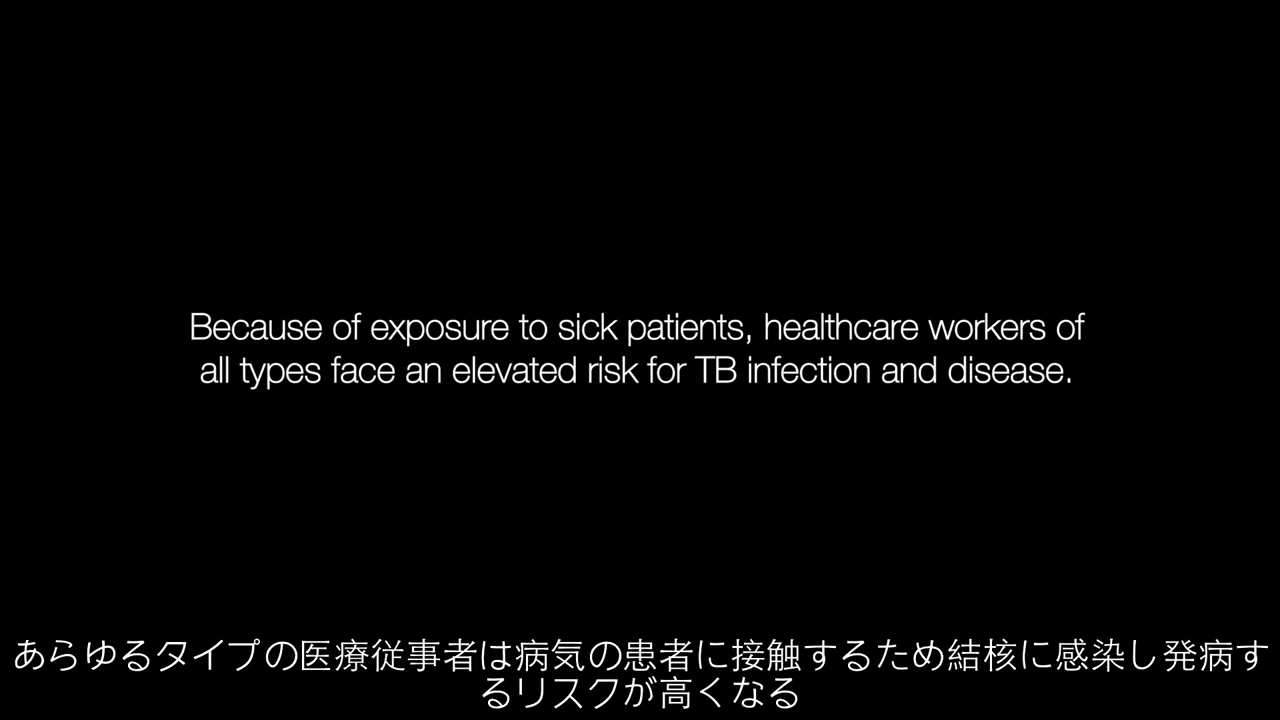 Because of exposure to sick patients, healthcare workers of
all types face an elevated risk for TB infection and disease.
あらゆるタイプの医療従事者は病気の患者に接触するため結核に感染し発病す
るリスクが高くなる